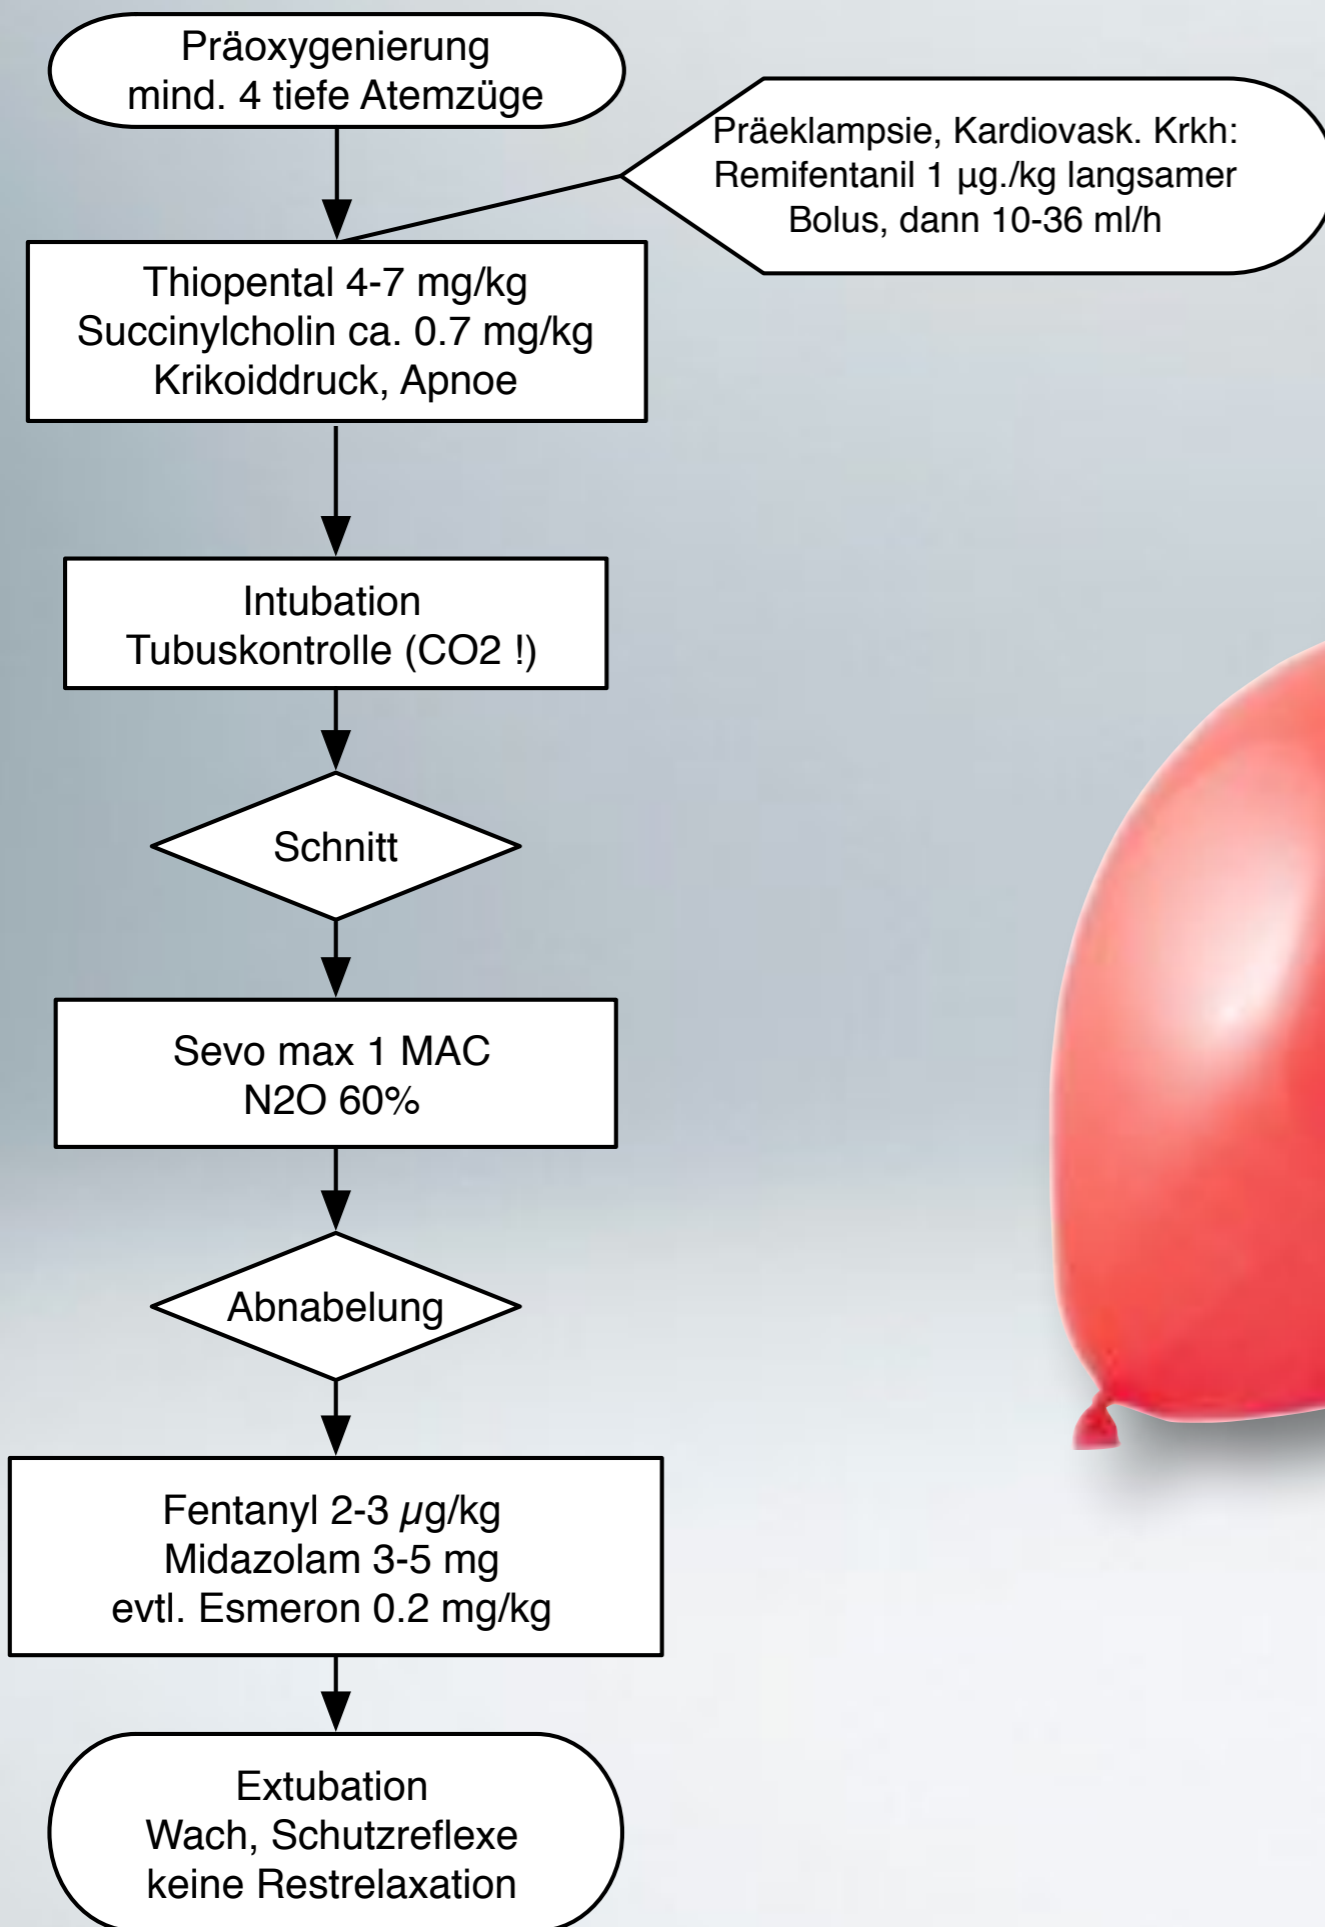 Präoxygenierung
mind. 4 tiefe Atemzüge
Präeklampsie, Kardiovask. Krkh:
Remifentanil 1 µg./kg langsamer
Bolus, dann 10-36 ml/h
Thiopental 4-7 mg/kg
Succinylcholin ca. 0.7 mg/kg
Krikoiddruck, Apnoe
Intubation
Tubuskontrolle (CO2 !)
Schnitt
Sevo max 1 MAC
N2O 60%
Abnabelung
Fentanyl 2-3 µg/kg
Midazolam 3-5 mg
evtl. Esmeron 0.2 mg/kg
Extubation
Wach, Schutzreflexe
keine Restrelaxation